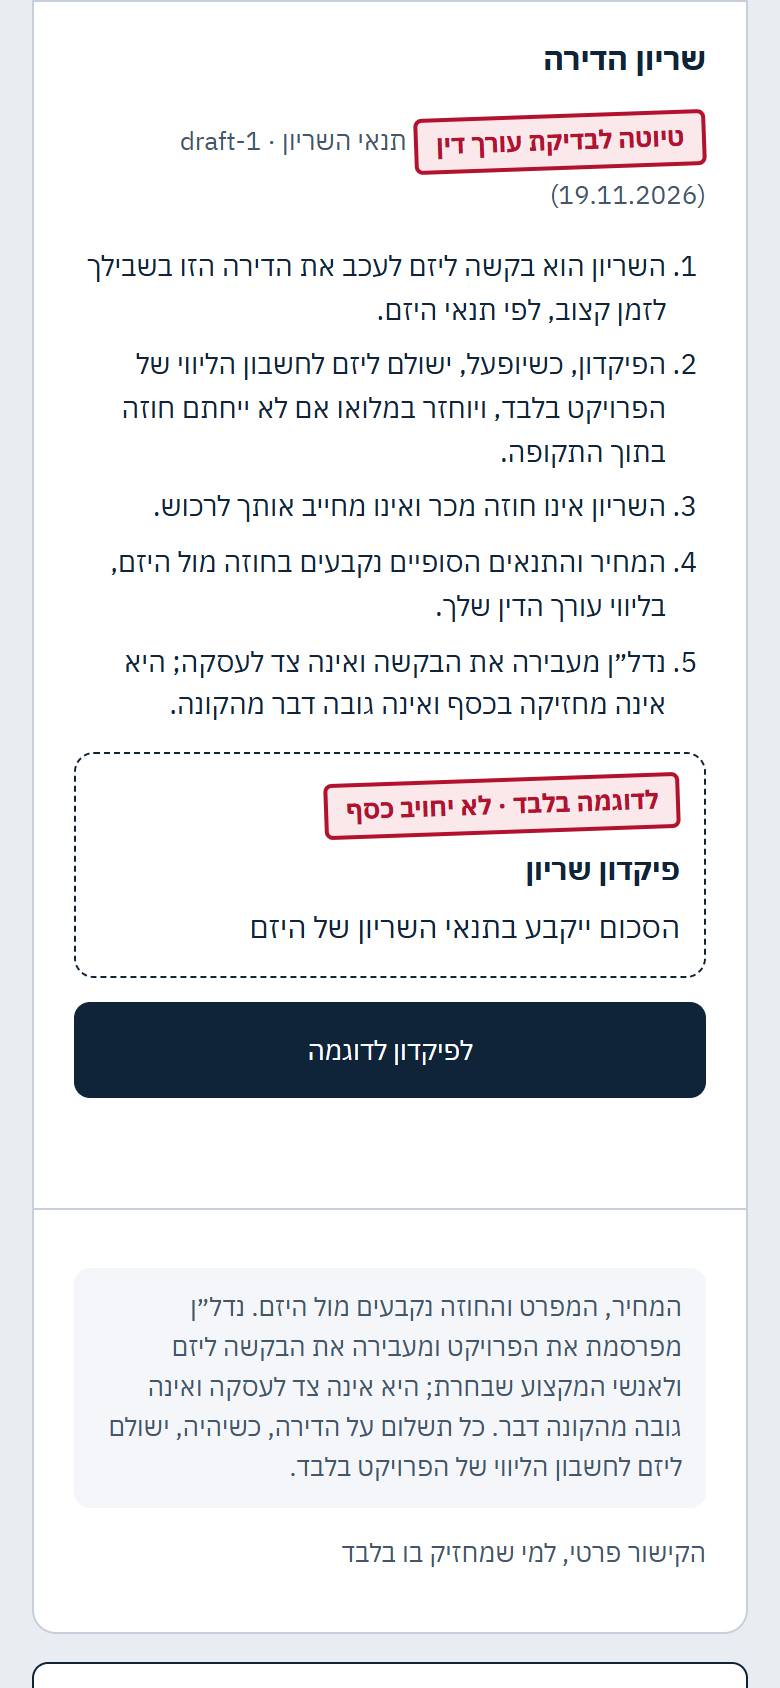 שריון הדירה
טיוטה לבדיקת עורך דין תנאי השריון · draft-1
(19.11.2026)
1. השריון הוא בקשה ליזם לעכב את הדירה הזו בשבילך
לזמן קצוב, לפי תנאי היזם.
2. הפיקדון, כשיופעל, ישולם ליזם לחשבון הליווי של
הפרויקט בלבד, ויוחזר במלואו אם לא ייחתם חוזה
בתוך התקופה.
3. השריון אינו חוזה מכר ואינו מחייב אותך לרכוש.
4. המחיר והתנאים הסופיים נקבעים בחוזה מול היזם,
בליווי עורך הדין שלך.
5. נדל״ן מעבירה את הבקשה ואינה צד לעסקה; היא
אינה מחזיקה בכסף ואינה גובה דבר מהקונה.
לדוגמה בלבד · לא יחויב כסף
פיקדון שריון
הסכום ייקבע בתנאי השריון של היזם
לפיקדון לדוגמה
המחיר, המפרט והחוזה נקבעים מול היזם. נדל״ן
מפרסמת את הפרויקט ומעבירה את הבקשה ליזם
ולאנשי המקצוע שבחרת; היא אינה צד לעסקה ואינה
גובה דבר מהקונה. כל תשלום על הדירה, כשיהיה, ישולם
ליזם לחשבון הליווי של הפרויקט בלבד.
הקישור פרטי, למי שמחזיק בו בלבד